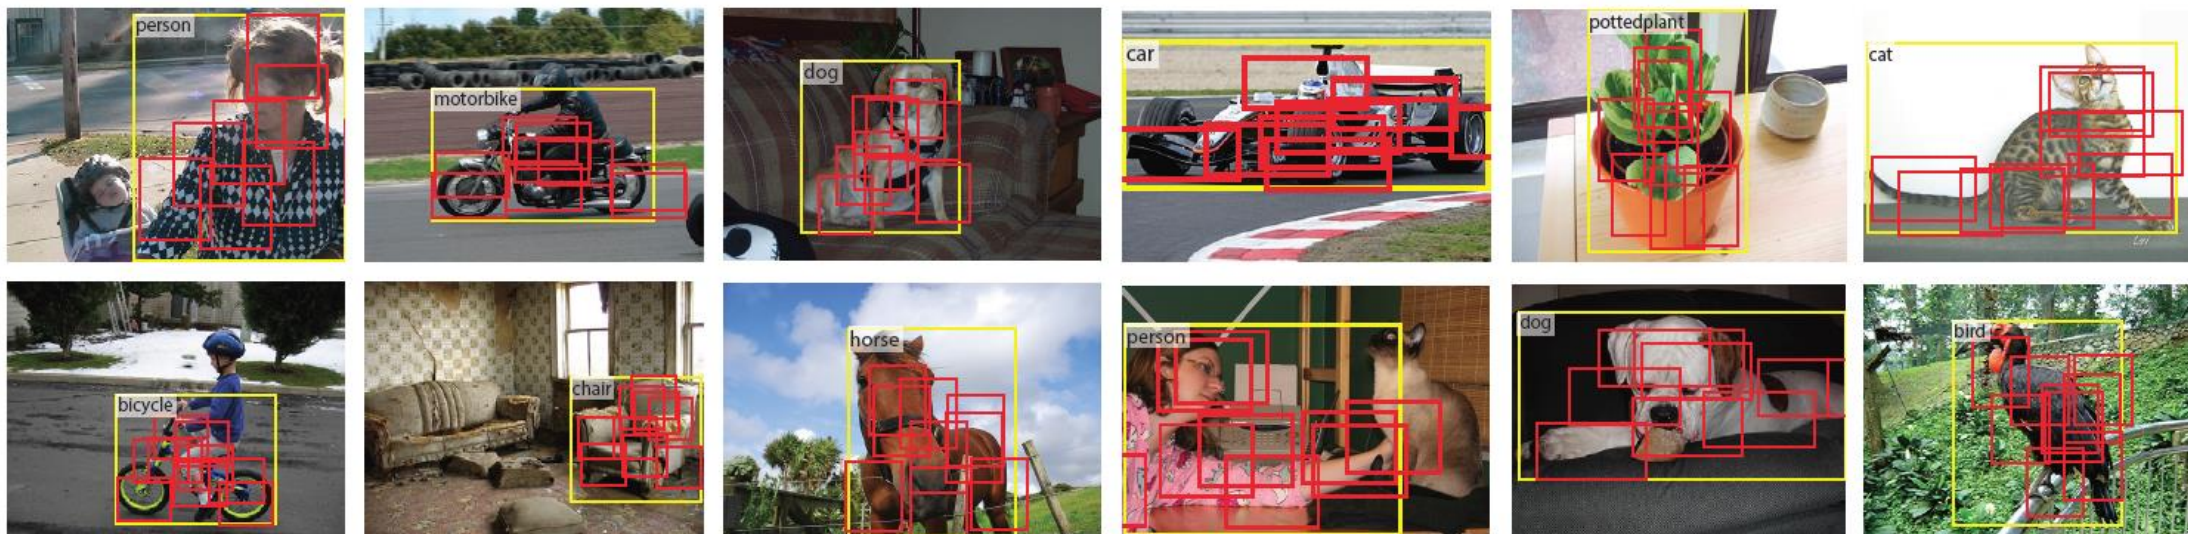 person
motorbike
dog
car
pottedplant
cat
bicycle
chair
horse
person
dog
bird